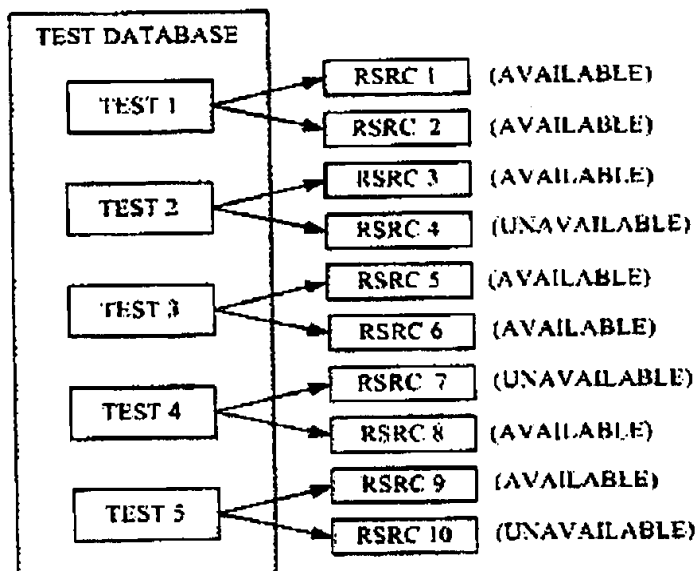 TEST DATABASE
TEST 1
RSRC 1 (AVAILABLE)
RSRC 2 (AVAILABLE)
TEST 2
RSRC 3 (AVAILABLE)
RSRC 4 (UNAVAILABLE)
TEST 3
RSRC 5 (AVAILABLE)
RSRC 6 (AVAILABLE)
TEST 4
RSRC 7 (UNAVAILABLE)
RSRC 8 (AVAILABLE)
TEST 5
RSRC 9 (AVAILABLE)
RSRC 10 (UNAVAILABLE)